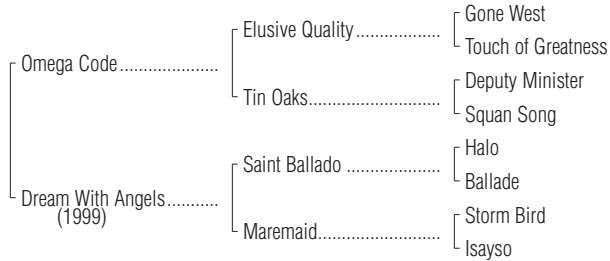 Gone West
Elusive Quality..................
Touch of Greatness
Omega Code.....................
Deputy Minister
Tin Oaks............................
Squan Song
Halo
Saint Ballado ....................
Ballade
Dream With Angels...........
(1999)
Storm Bird
Maremaid..........................
Isayso